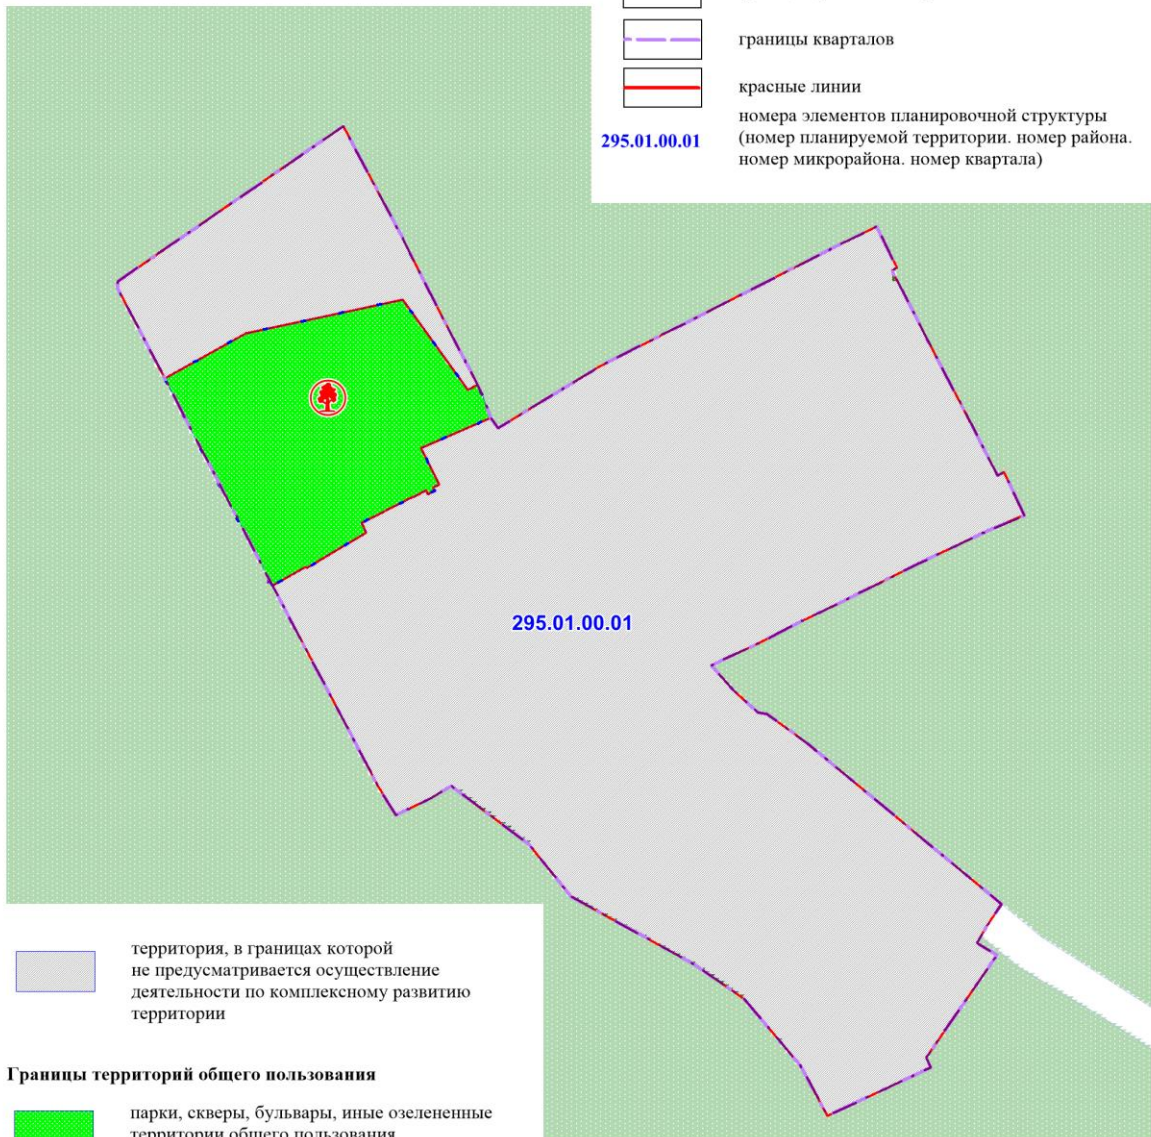 границы кварталов
красные линии
295.01.00.01
номера элементов планировочной структуры
(номер планируемой территории. номер района.
номер микрорайона. номер квартала)
295.01.00.01
территория, в границах которой
не предусматривается осуществление
деятельности по комплексному развитию
территории
Границы территорий общего пользования
парки, скверы, бульвары, иные озелененные
территории общего пользования